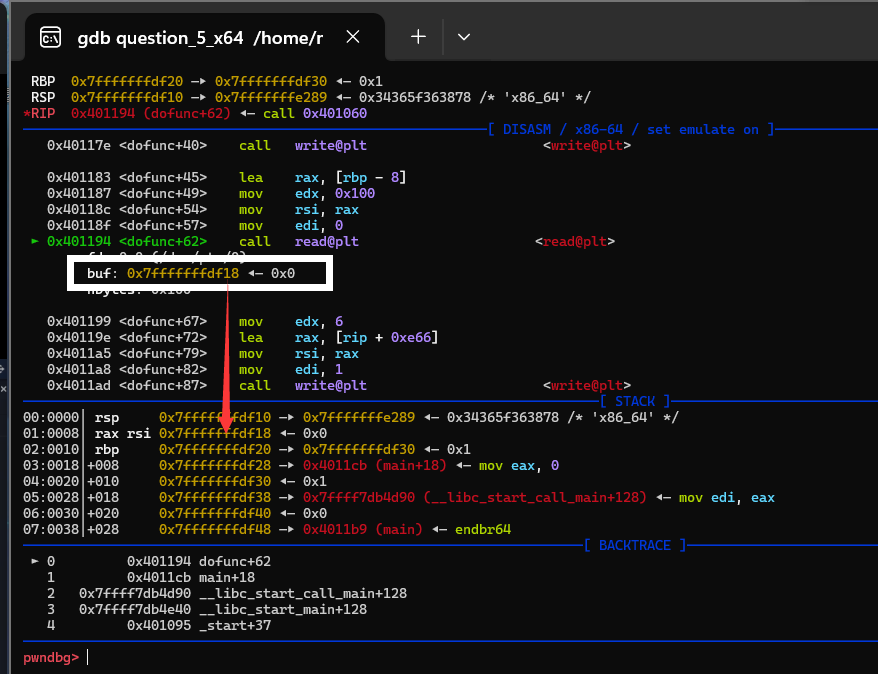 gdb question_5_x64 /home/r
RBP 0x7fffffffdf20 —▸ 0x7fffffffdf30 ◂— 0x1
RSP 0x7fffffffdf10 —▸ 0x7fffffffe289 ◂— 0x34365f363878 /* 'x86_64' */
*RIP 0x401194 (dofunc+62) ◂— call 0x401060
[ DISASM / x86-64 / set emulate on ]
0x40117e <dofunc+40> call write@plt <write@plt>
0x401183 <dofunc+45> lea rax, [rbp - 8]
0x401187 <dofunc+49> mov edx, 0x100
0x40118c <dofunc+54> mov rsi, rax
0x40118f <dofunc+57> mov edi, 0
► 0x401194 <dofunc+62> call read@plt <read@plt>
buf: 0x7fffffffdf18 ◂— 0x0
nbytes: 0x100
0x401199 <dofunc+67> mov edx, 6
0x40119e <dofunc+72> lea rax, [rip + 0xe66]
0x4011a5 <dofunc+79> mov rsi, rax
0x4011a8 <dofunc+82> mov edi, 1
0x4011ad <dofunc+87> call write@plt <write@plt>
[ STACK ]
00:0000│ rsp 0x7fffffffdf10 —▸ 0x7fffffffe289 ◂— 0x34365f363878 /* 'x86_64' */
01:0008│ rax rsi 0x7fffffffdf18 ◂— 0x0
02:0010│ rbp 0x7fffffffdf20 —▸ 0x7fffffffdf30 ◂— 0x1
03:0018│+008 0x7fffffffdf28 —▸ 0x4011cb (main+18) ◂— mov eax, 0
04:0020│+010 0x7fffffffdf30 ◂— 0x1
05:0028│+018 0x7fffffffdf38 —▸ 0x7ffff7db4d90 (__libc_start_call_main+128) ◂— mov edi, eax
06:0030│+020 0x7fffffffdf40 ◂— 0x0
07:0038│+028 0x7fffffffdf48 —▸ 0x4011b9 (main) ◂— endbr64
[ BACKTRACE ]
► 0 0x401194 dofunc+62
1 0x4011cb main+18
2 0x7ffff7db4d90 __libc_start_call_main+128
3 0x7ffff7db4e40 __libc_start_main+128
4 0x401095 _start+37
pwndbg>